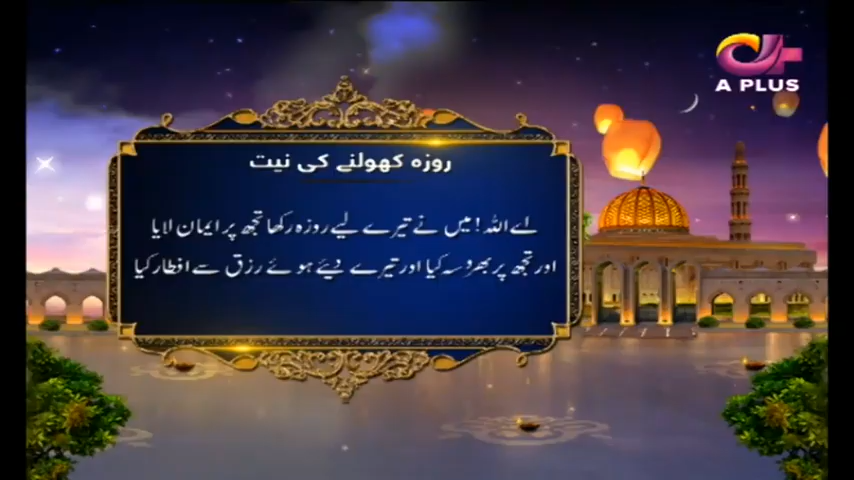 A PLUS
روزہ کھولنے کی نیت
اے اللہ! میں نے تیرے لیے روزہ رکھا تجھ پر ایمان لایا
اور تجھ پر بھروسہ کیا اور تیرے دیئے ہوئے رزق سے افطار کیا